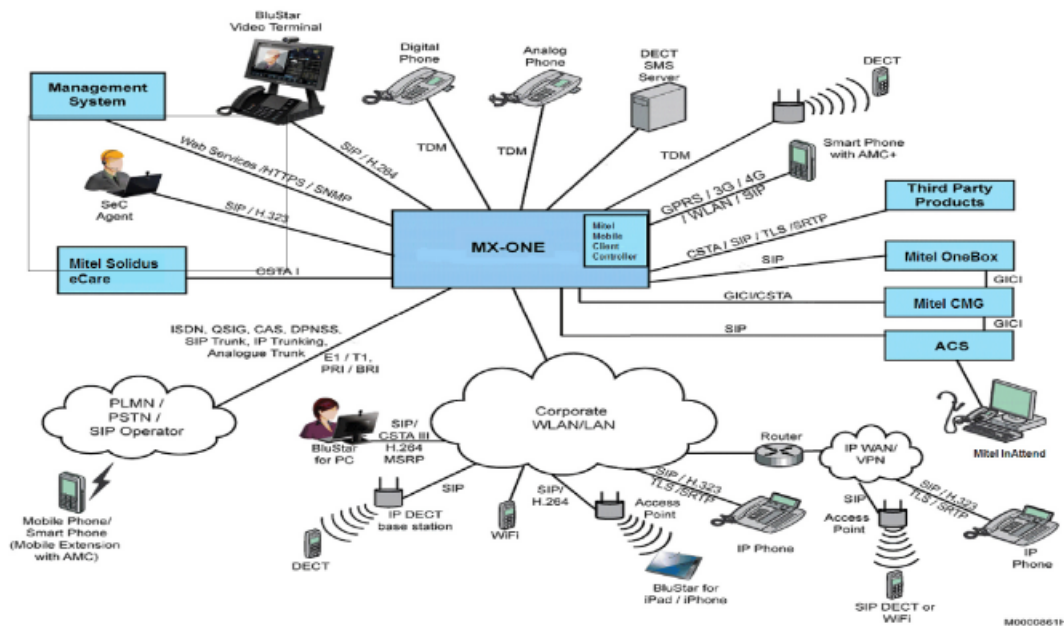 BluStar
Video Terminal
Digital
Phone
Analog
Phone
DECT
SMS
Server
DECT
Management
System
SIP / H.264
TDM
TDM
TDM
Smart Phone
with AMC+
Web Services /HTTPS / SNMP
SeC
Agent
SIP / H.323
GPRS / 3G / 4G
/ WLAN / SIP
Third Party
Products
MX-ONE
Mitel
Mobile
Client
Controller
CSTA / SIP / TLS /SRTP
Mitel Solidus
eCare
CSTA I
SIP
Mitel OneBox
GICI
GICI/CSTA
Mitel CMG
SIP
GICI
ACS
ISDN, QSIG, CAS, DPNSS,
SIP Trunk, IP Trunking,
Analogue Trunk
E1 / T1,
PRI / BRI
PLMN /
PSTN /
SIP Operator
Corporate
WLAN/LAN
Mitel InAttend
BluStar
for PC
SIP/
CSTA III
H.264
MSRP
Router
IP WAN/
VPN
SIP
IP DECT
base station
DECT
WiFi
SIP/
H.264
Access
Point
SIP / H.323
TLS /SRTP
IP Phone
SIP
Access
Point
SIP / H.323
TLS / SRTP
IP
Phone
Mobile Phone/
Smart Phone
(Mobile Extension
with AMC)
BluStar for
iPad / iPhone
SIP DECT or
WiFi